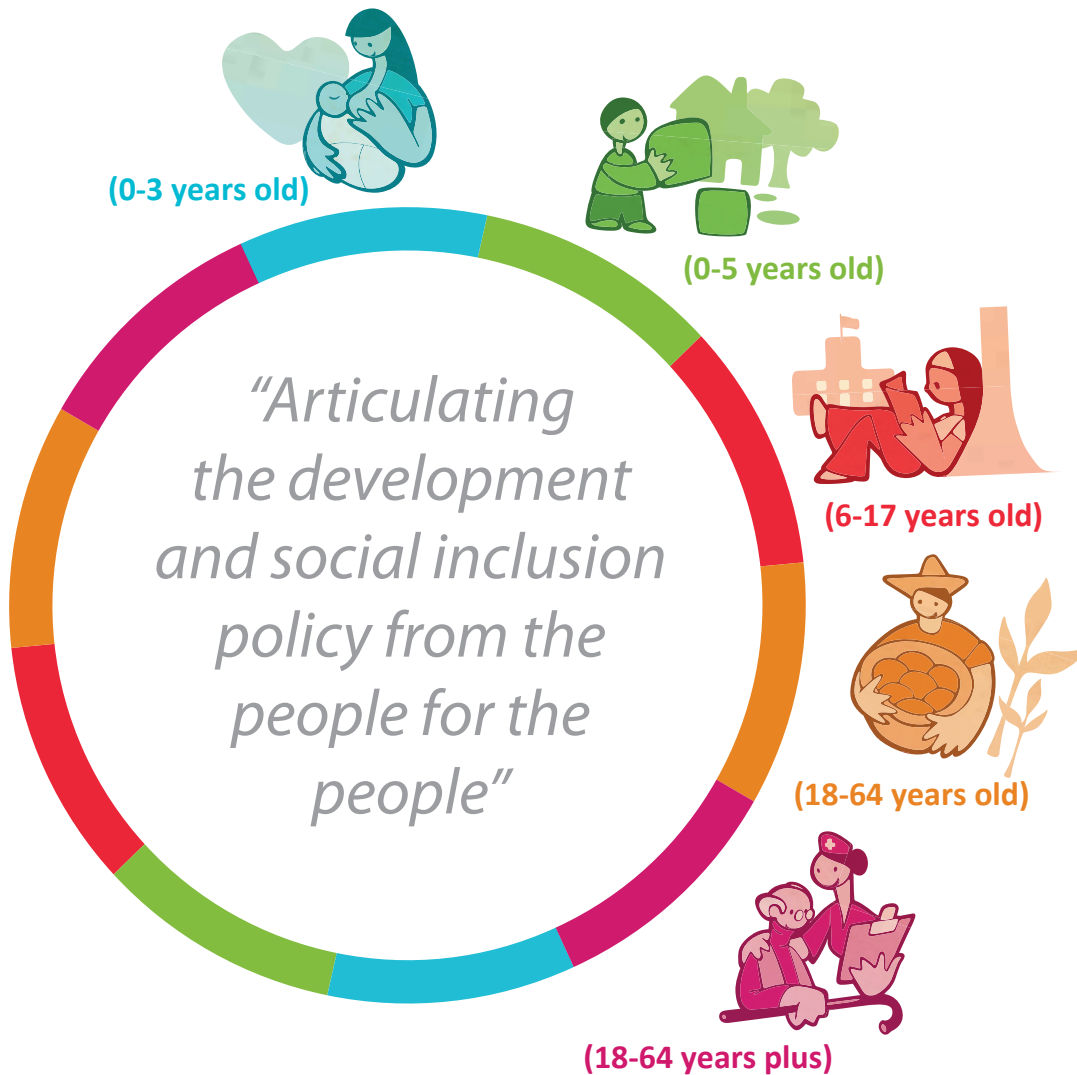 (0-3 years old)
(0-5 years old)
(6-17 years old)
(18-64 years old)
(18-64 years plus)
“Articulating
the development
and social inclusion
policy from the
people for the
people”